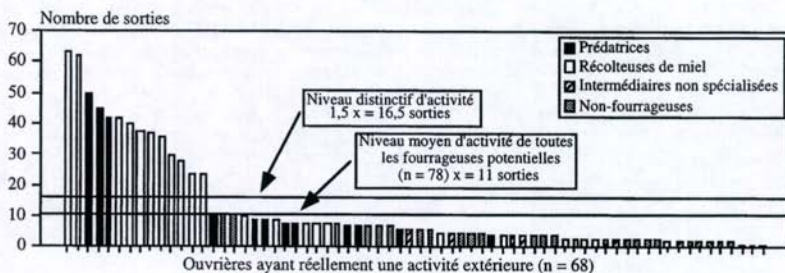 Nombre de sorties
70
60
50
40
30
20
10
0
Prédatrices
Récolteuses de miel
Intermédiaires non spécialisées
Non-fourrageuses
Niveau distinctif d'activité
1,5 x = 16,5 sorties
Niveau moyen d'activité de toutes
les fourrageuses potentielles
(n = 78) x = 11 sorties
Ouvrières ayant réellement une activité extérieure (n = 68)